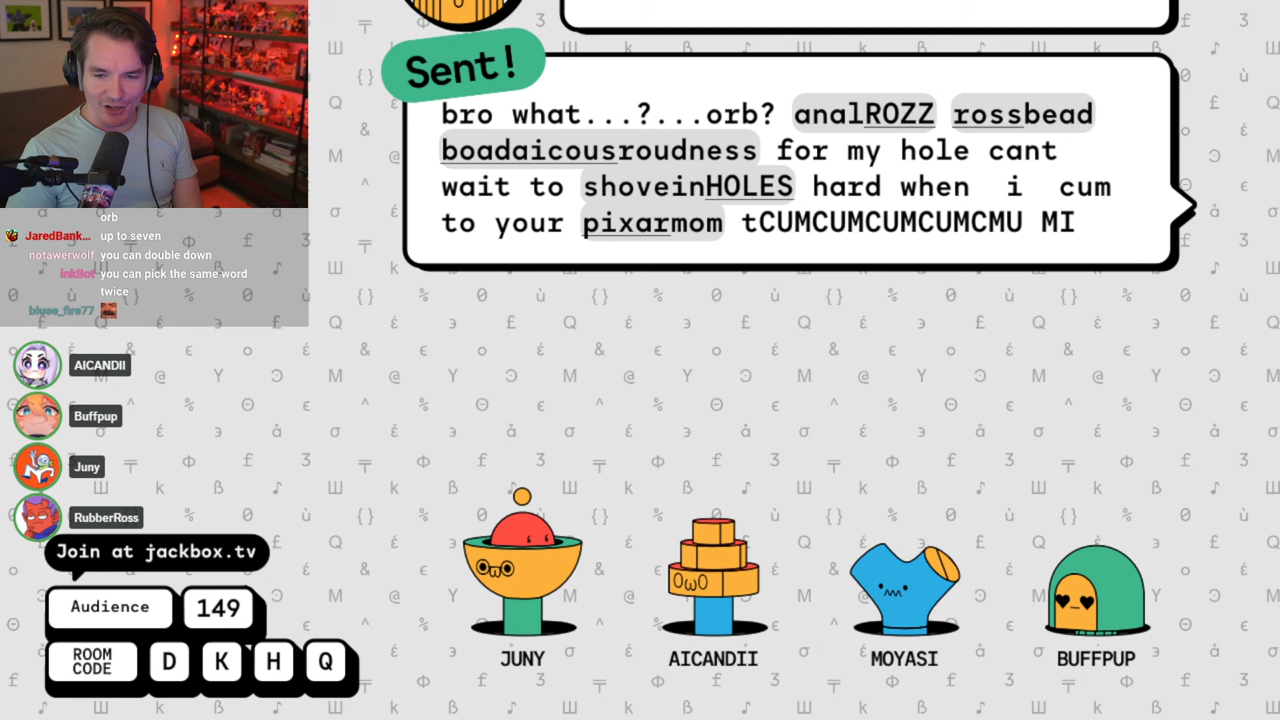 Sent!
bro what...?...orb? analROZZ rossbead
boadaicousroudness for my hole cant
wait to shoveinHOLES hard when i cum
to your pixarmom tCUMCUMCUMCUMCMU MI
orb
JaredBank... up to seven
notawerwolf you can double down
inkBot you can pick the same word
twice
bluee_fire77
AICANDII
Buffpup
Juny
RubberRoss
Join at jackbox.tv
Audience 149
ROOM
CODE D K H Q
JUNY AICANDII MOYASI BUFFPUP